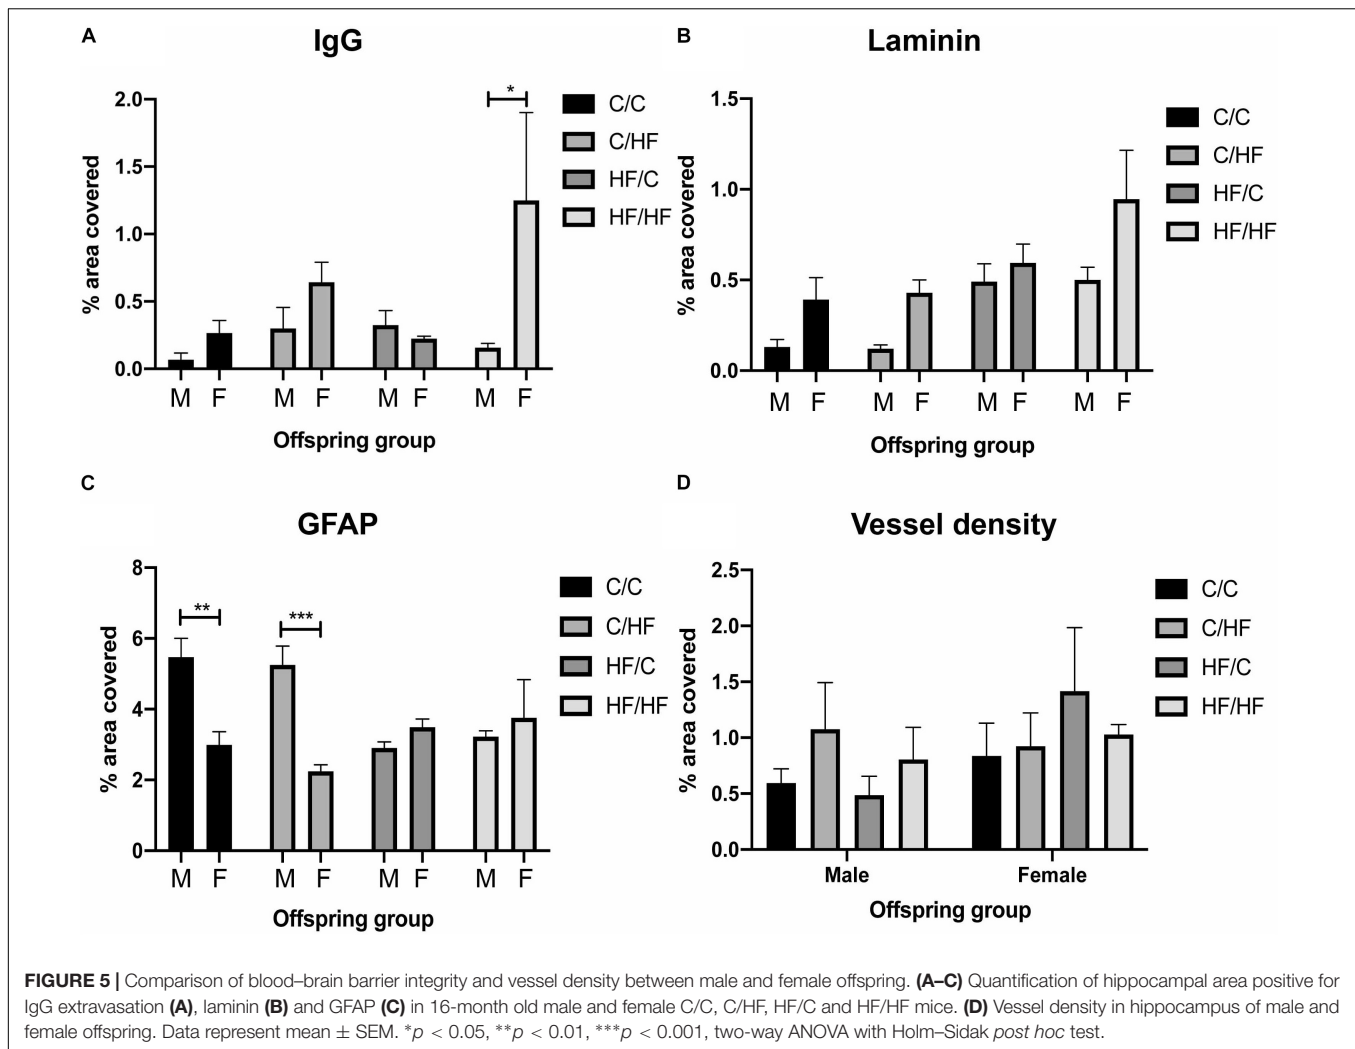 A
IgG
2.0
1.5
1.0
0.5
0.0
% area covered
*
M F M F M F M F
Offspring group
C/C
C/HF
HF/C
HF/HF
B
Laminin
1.5
1.0
0.5
0.0
% area covered
M F M F M F M F
Offspring group
C/C
C/HF
HF/C
HF/HF
C
GFAP
8
6
4
2
0
% area covered
**
***
M F M F M F M F
Offspring group
C/C
C/HF
HF/C
HF/HF
D
Vessel density
2.5
2.0
1.5
1.0
0.5
0.0
% area covered
Male Female
Offspring group
C/C
C/HF
HF/C
HF/HF
FIGURE 5 | Comparison of blood–brain barrier integrity and vessel density between male and female offspring. (A–C) Quantification of hippocampal area positive for
IgG extravasation (A), laminin (B) and GFAP (C) in 16-month old male and female C/C, C/HF, HF/C and HF/HF mice. (D) Vessel density in hippocampus of male and
female offspring. Data represent mean ± SEM. *p < 0.05, **p < 0.01, ***p < 0.001, two-way ANOVA with Holm–Sidak post hoc test.